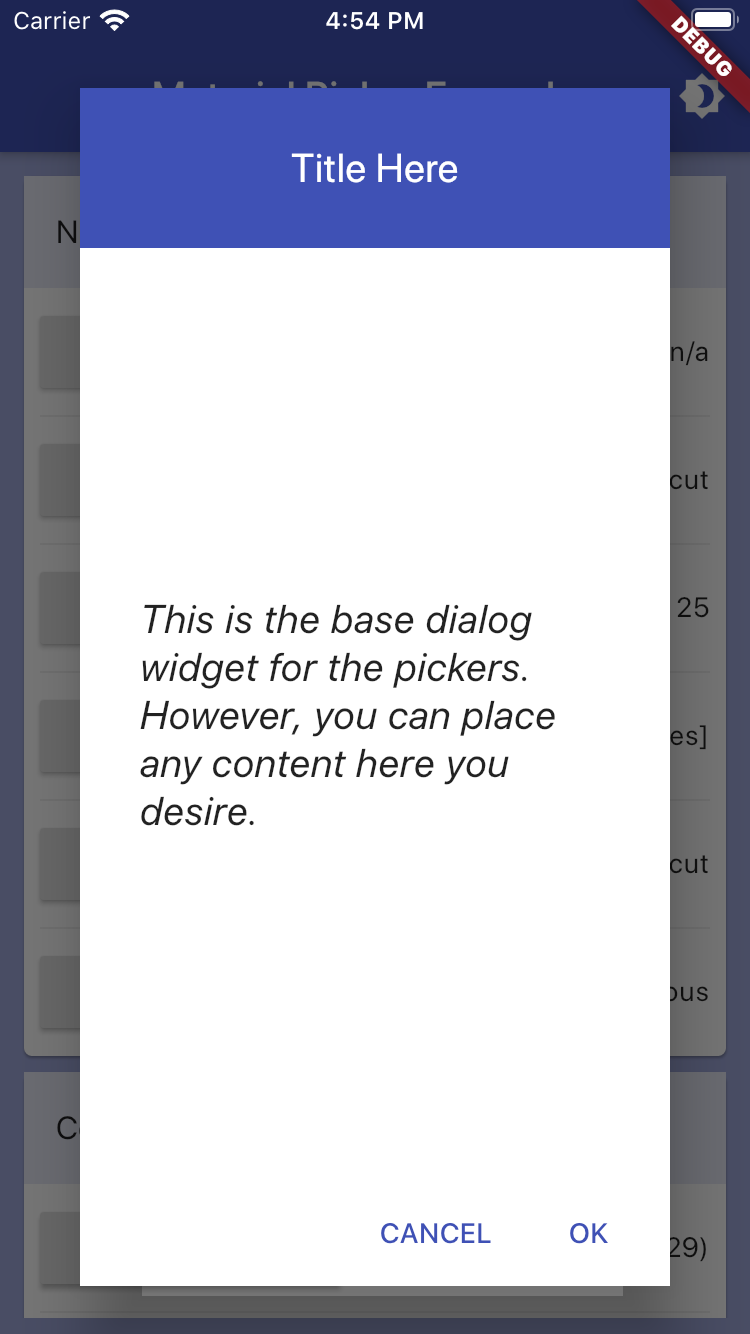 Carrier
4:54 PM
DEBUG
Title Here
n/a
cut
25
This is the base dialog
widget for the pickers.
However, you can place
any content here you
desire.
es]
cut
CANCEL
OK
29)